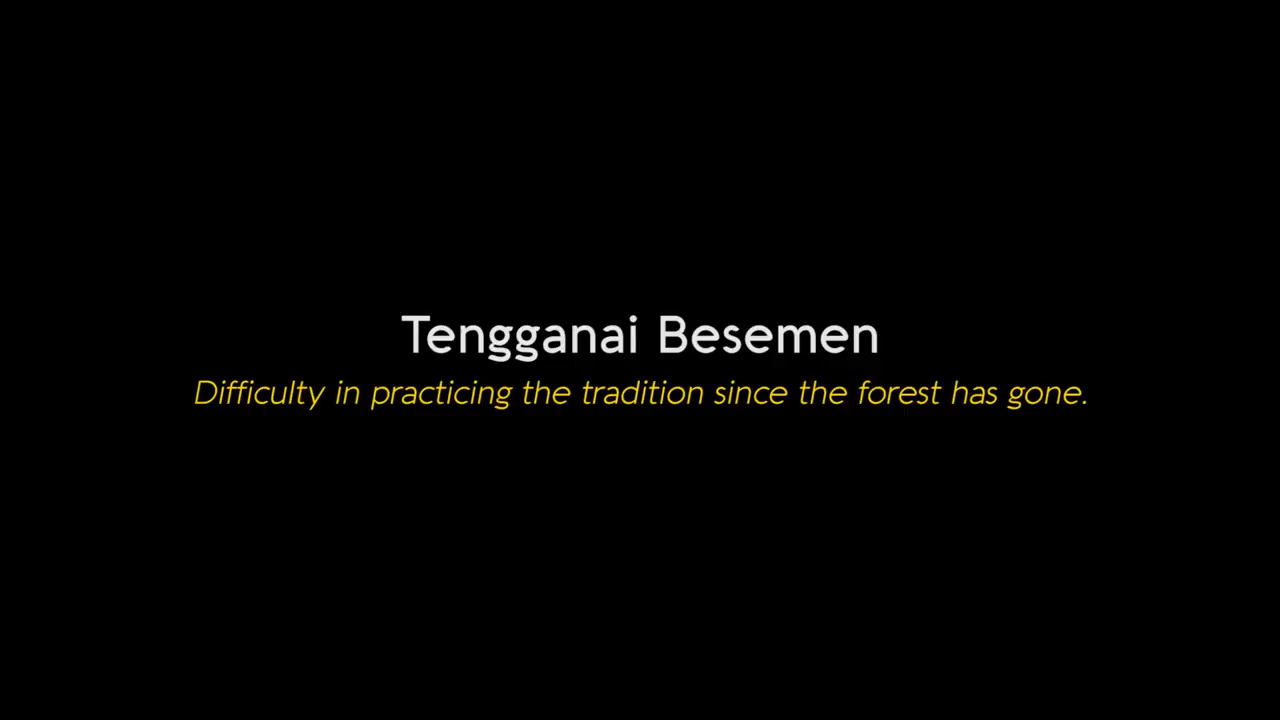 Tengganai Besemen
Difficulty in practicing the tradition since the forest has gone.